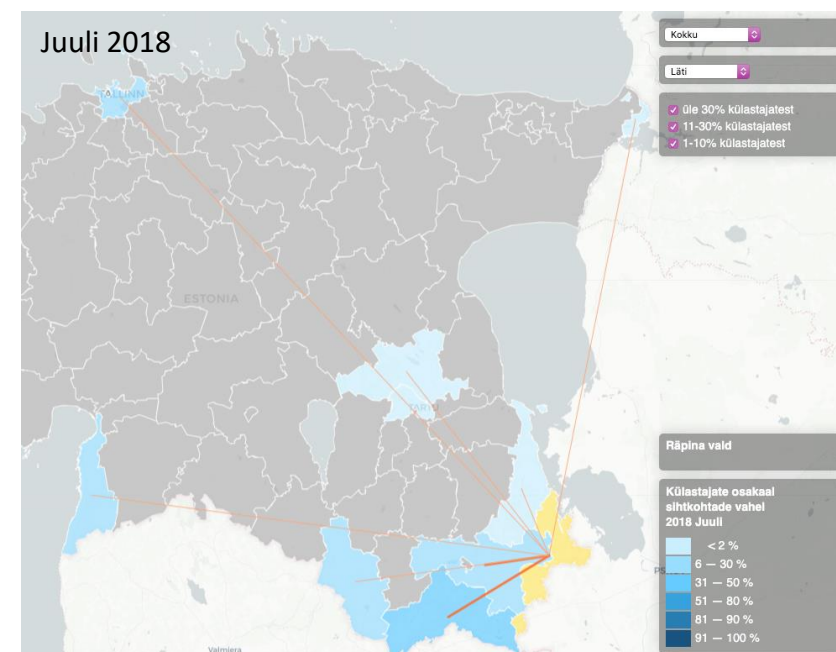 Juuli 2018
Kokku
Läti
üle 30% külastajatest
11-30% külastajatest
1-10% külastajatest
TALLINN
ESTONIA
TARTU
Räpina vald
Külastajate osakaal
sihtkohtade vahel
2018 Juuli
< 2 %
6 — 30 %
31 — 50 %
51 — 80 %
81 — 90 %
91 — 100 %
Valmiera